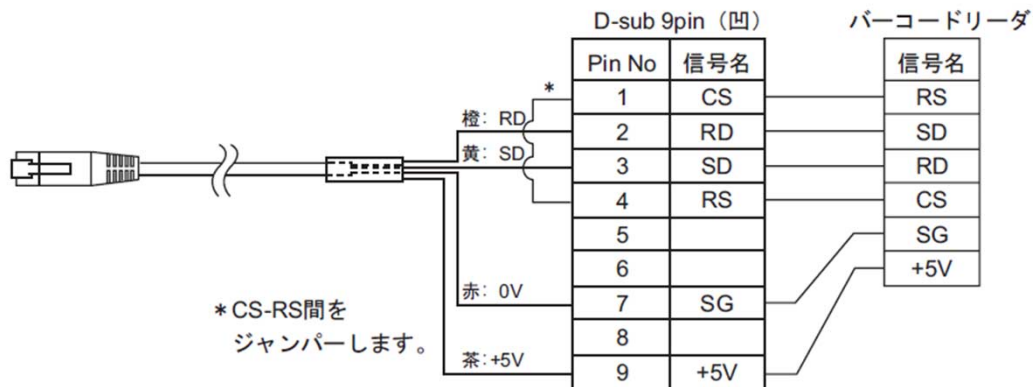 D-sub 9pin（凹）
バーコードリーダ
Pin No 信号名
信号名
*
1 CS
RS
橙：RD
2 RD
SD
黄：SD
3 SD
RD
4 RS
CS
5
SG
6
+5V
赤：0V
7 SG
8
茶：+5V
9 +5V
*CS-RS間を
ジャンパーします。